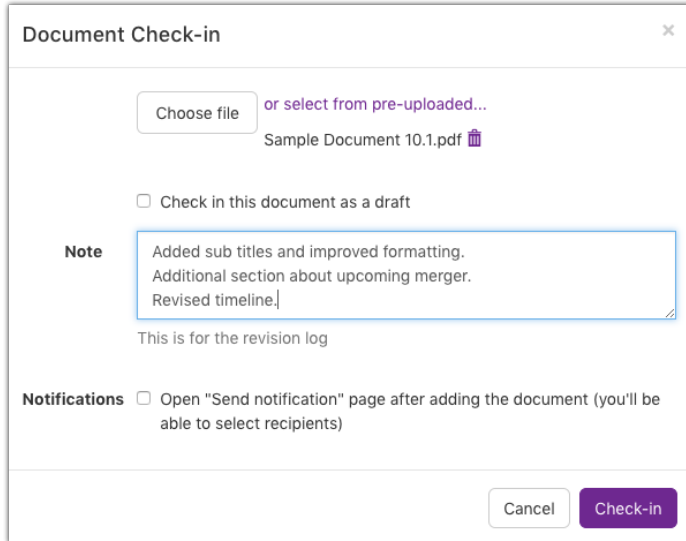 Document Check-in
×
Choose file
or select from pre-uploaded...
Sample Document 10.1.pdf
Check in this document as a draft
Note
Added sub titles and improved formatting.
Additional section about upcoming merger.
Revised timeline.
This is for the revision log
Notifications
Open "Send notification" page after adding the document (you'll be
able to select recipients)
Cancel
Check-in